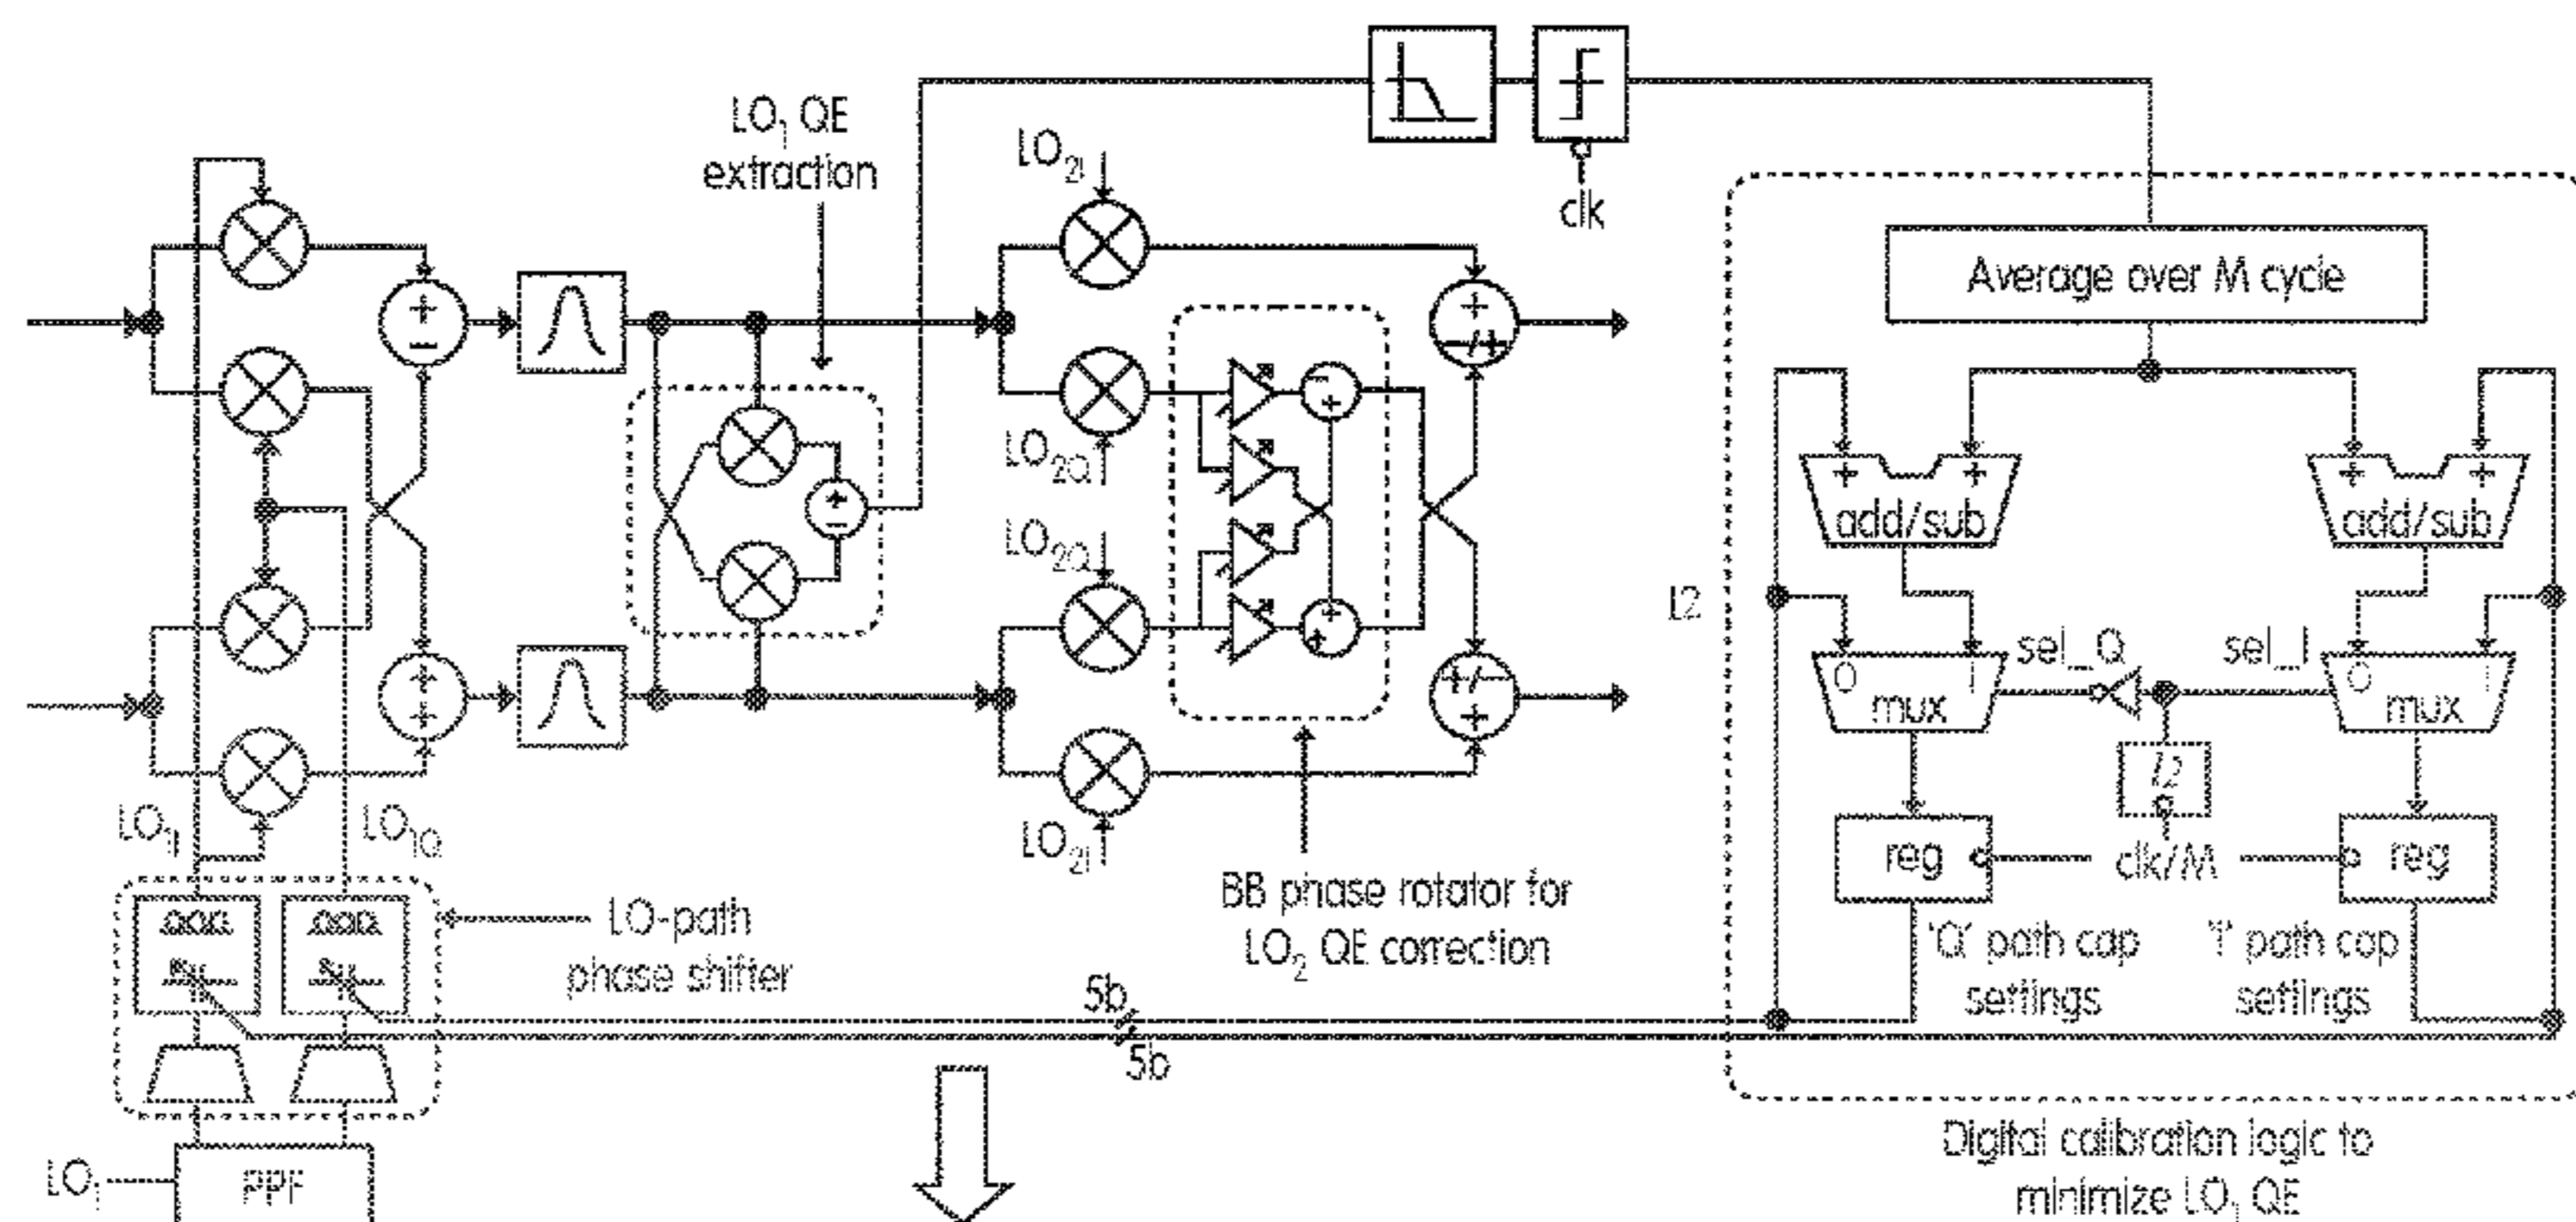 LO1 QE
extraction
LO2I
clk
Average over M cycle
+
−
LO2Q
+
−
−
+
+
−/+
+ +
add/sub
+ +
add/sub
LO2Q
+
+
+
+
+/−
+
L2
sel_Q
sel_I
0 1
mux
0 1
mux
LO1I
LO1Q
LO2I
reg
clk/M
reg
BB phase rotator for
LO2 QE correction
LO-path
phase shifter
'Q' path cap
settings
'I' path cap
settings
5b
5b
LO1
PPF
Digital calibration logic to
minimize LO1 QE